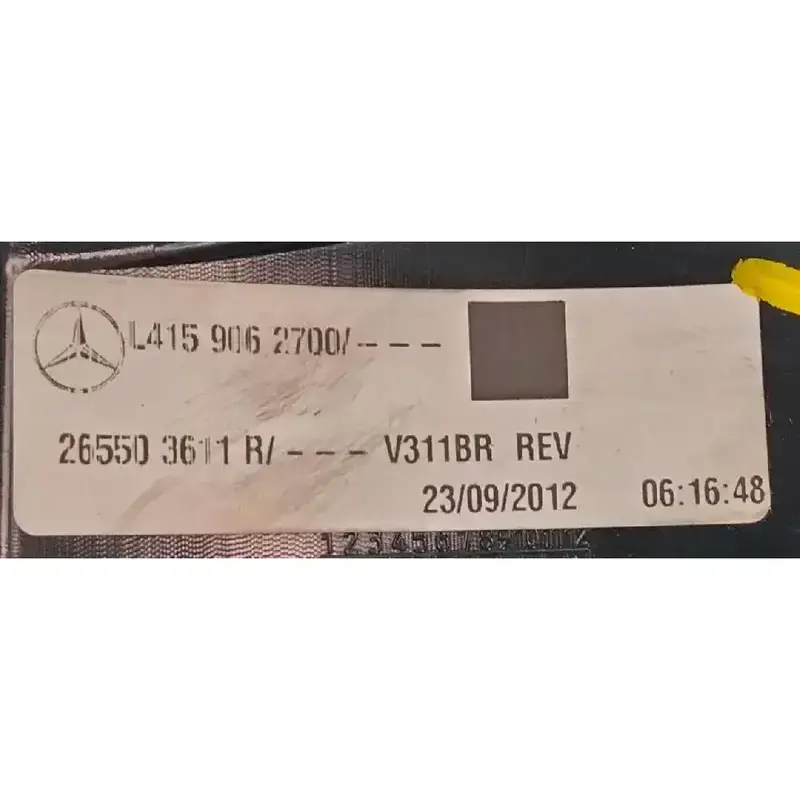 L415 906 2700/---
26550 3611 R/--- V311BR REV
23/09/2012 06:16:48